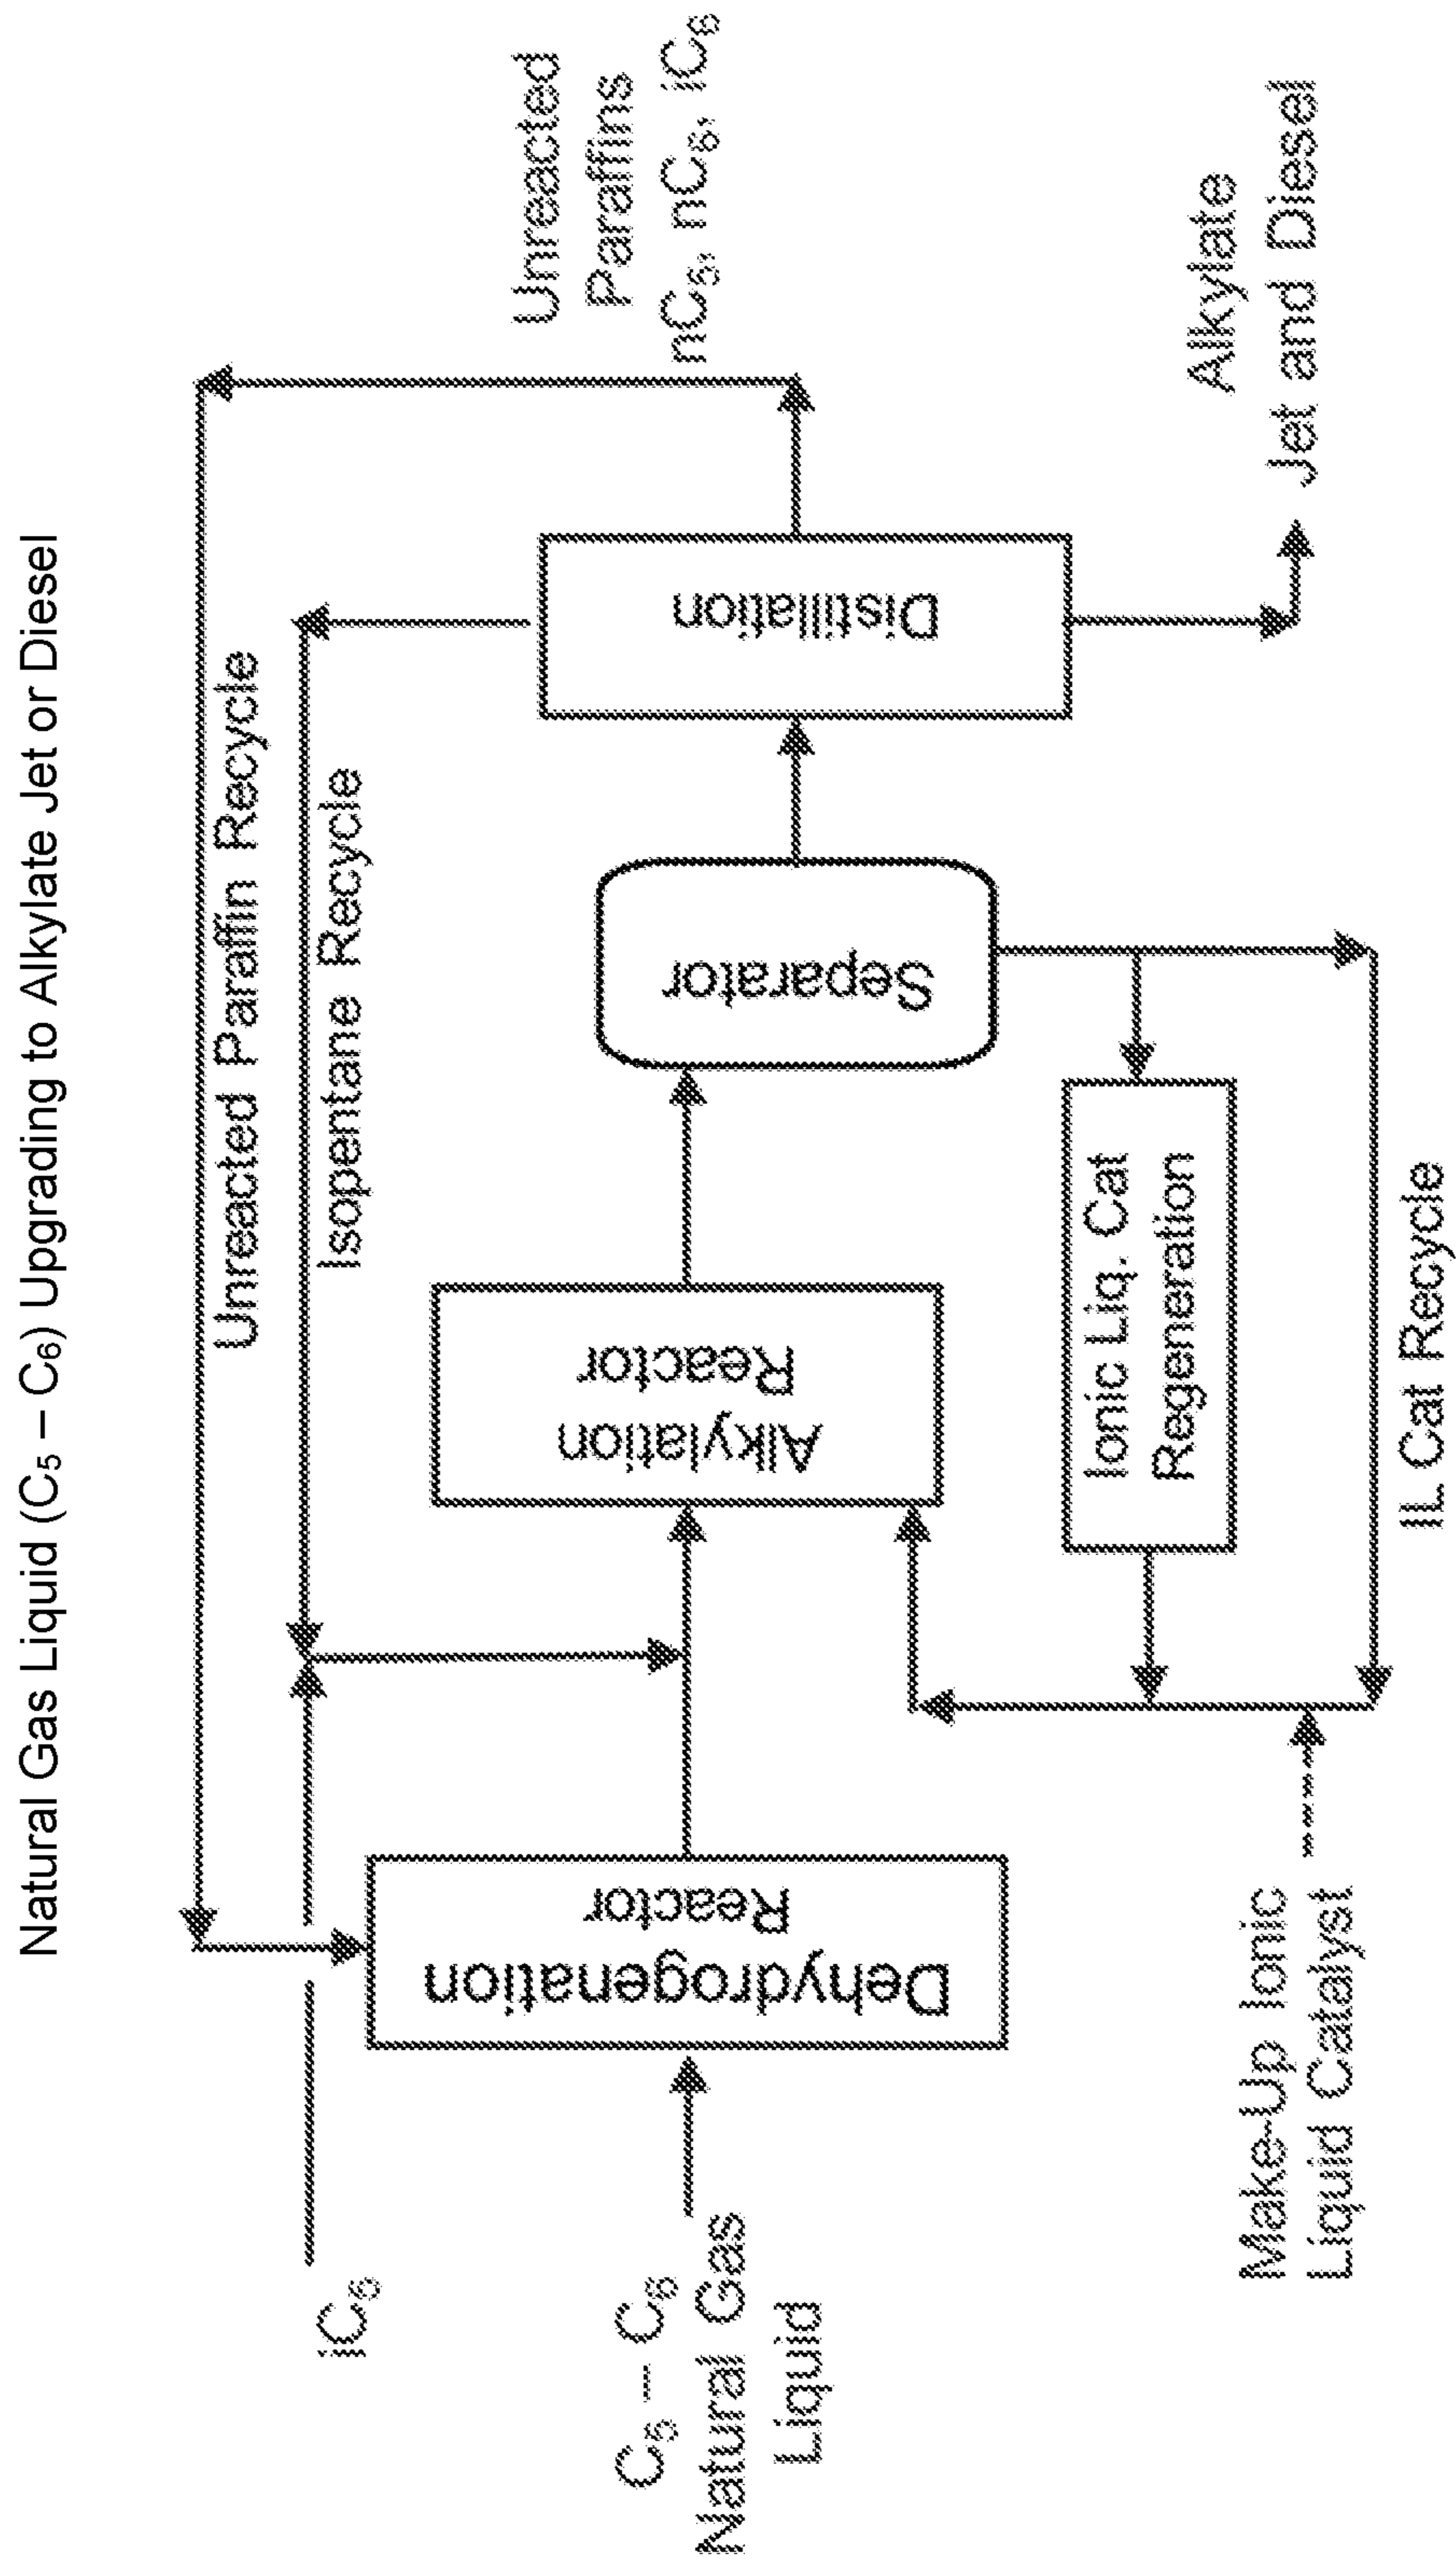 Natural Gas Liquid (C₅ – C₆) Upgrading to Alkylate Jet or Diesel
Unreacted Paraffin Recycle
Isopentane Recycle
iC₅
C₅ – C₆
Natural Gas
Liquid
Dehydrogenation
Reactor
Alkylation
Reactor
Separator
Distillation
Unreacted
Paraffins
nC₅, nC₆, iC₆
Ionic Liq. Cat
Regeneration
Alkylate
Jet and Diesel
Make-Up Ionic
Liquid Catalyst
IL Cat Recycle